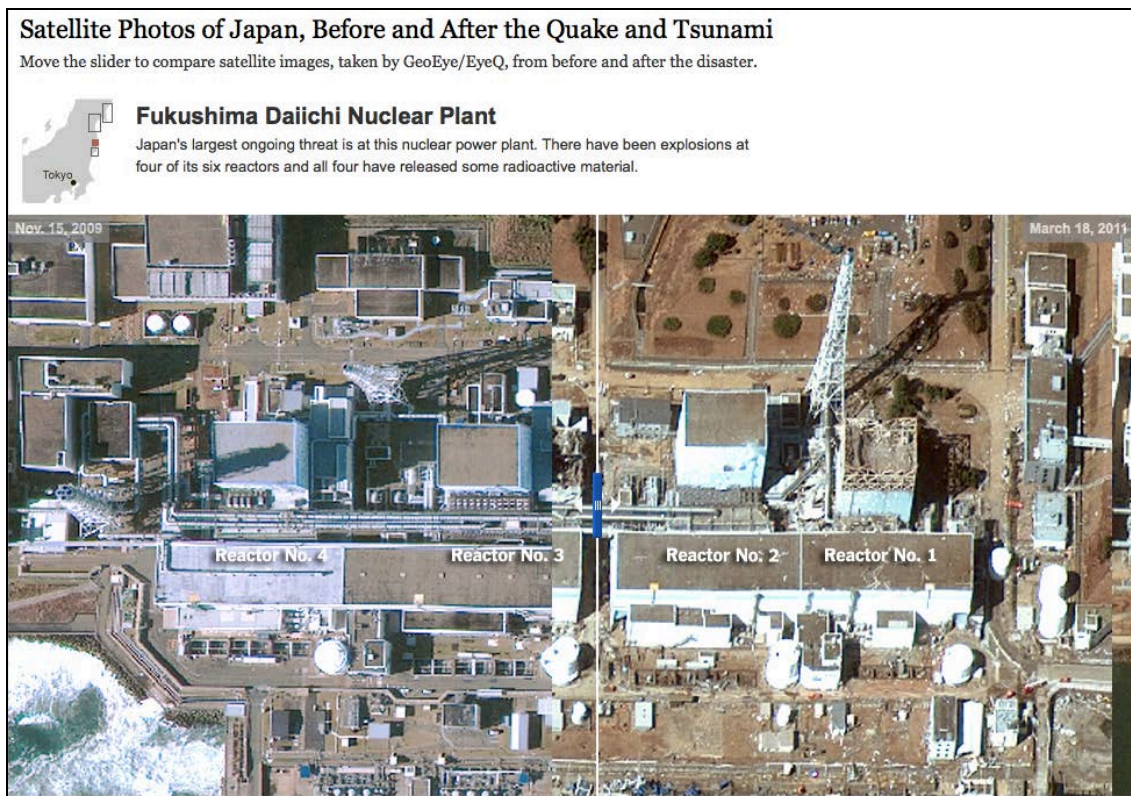 Satellite Photos of Japan, Before and After the Quake and Tsunami
Move the slider to compare satellite images, taken by GeoEye/EyeQ, from before and after the disaster.
Fukushima Daiichi Nuclear Plant
Japan's largest ongoing threat is at this nuclear power plant. There have been explosions at
four of its six reactors and all four have released some radioactive material.
Tokyo
Nov. 15, 2009
March 18, 2011
Reactor No. 4
Reactor No. 3
Reactor No. 2
Reactor No. 1